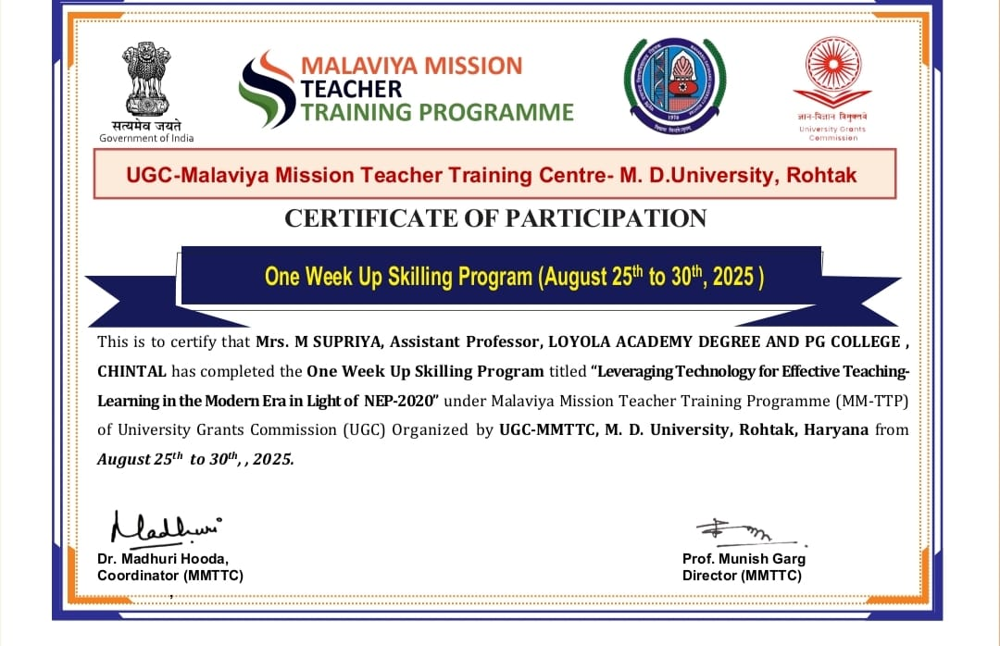 सत्यमेव जयते
Government of India
MALAVIYA MISSION
TEACHER
TRAINING PROGRAMME
1976
ज्ञान-विज्ञान विमुक्तये
University Grants
Commission
UGC-Malaviya Mission Teacher Training Centre- M. D.University, Rohtak
CERTIFICATE OF PARTICIPATION
One Week Up Skilling Program (August 25th to 30th, 2025 )
This is to certify that Mrs. M SUPRIYA, Assistant Professor, LOYOLA ACADEMY DEGREE AND PG COLLEGE ,
CHINTAL has completed the One Week Up Skilling Program titled “Leveraging Technology for Effective Teaching-
Learning in the Modern Era in Light of NEP-2020” under Malaviya Mission Teacher Training Programme (MM-TTP)
of University Grants Commission (UGC) Organized by UGC-MMTTC, M. D. University, Rohtak, Haryana from
August 25th to 30th, , 2025.
Madhuri
Dr. Madhuri Hooda,
Coordinator (MMTTC)
,
Prof. Munish Garg
Director (MMTTC)